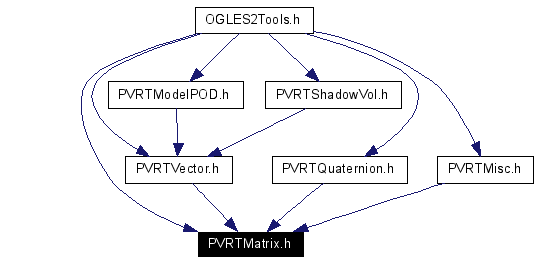 OGLES2Tools.h
PVRTModelPOD.h
PVRTShadowVol.h
PVRTVector.h
PVRTQuaternion.h
PVRTMisc.h
PVRTMatrix.h